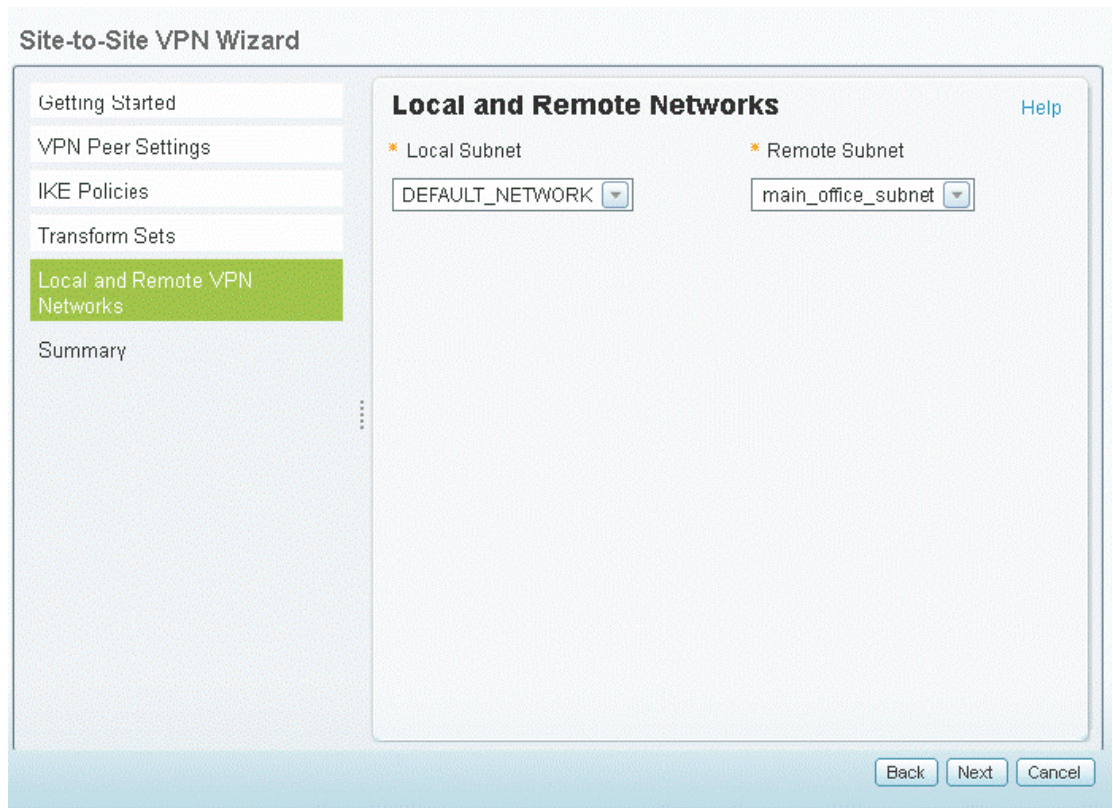 Site-to-Site VPN Wizard
Getting Started
VPN Peer Settings
IKE Policies
Transform Sets
Local and Remote VPN
Networks
Summary
Local and Remote Networks
Help
* Local Subnet
* Remote Subnet
DEFAULT_NETWORK
main_office_subnet
Back
Next
Cancel